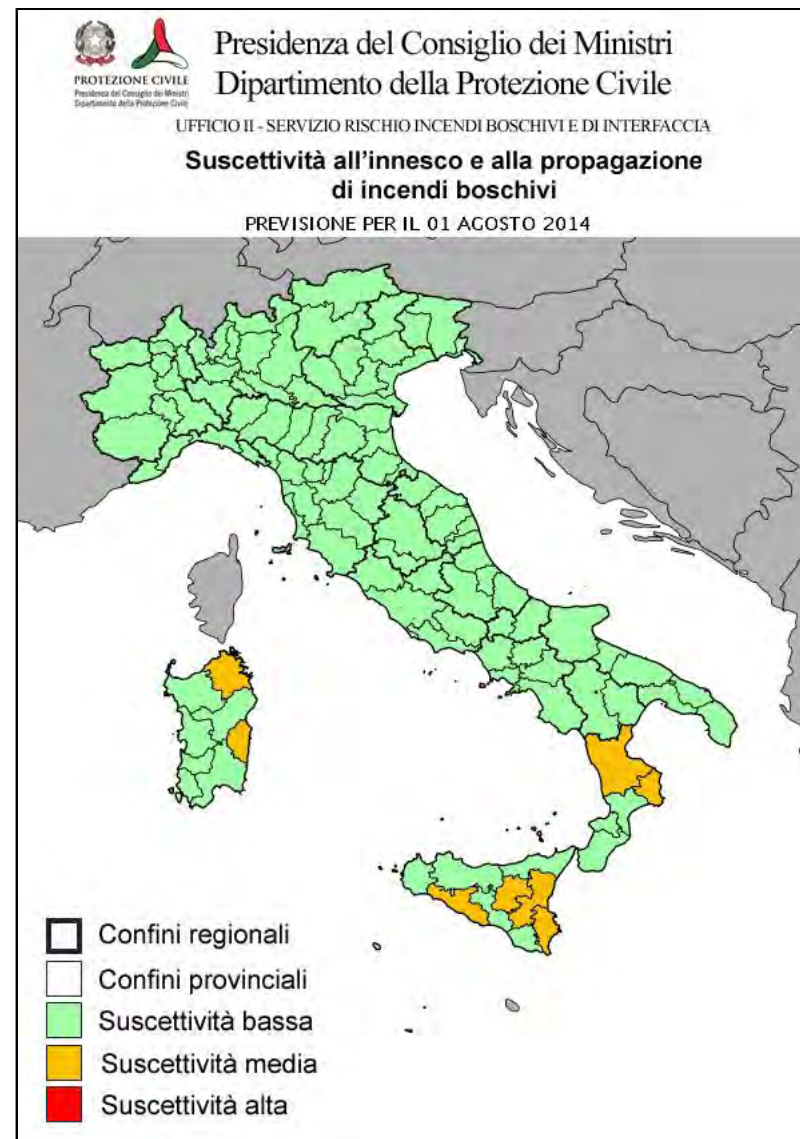 PROTEZIONE CIVILE
Presidenza del Consiglio dei Ministri
Dipartimento della Protezione Civile
Presidenza del Consiglio dei Ministri
Dipartimento della Protezione Civile
UFFICIO II - SERVIZIO RISCHIO INCENDI BOSCHIVI E DI INTERFACCIA
Suscettività all'innesco e alla propagazione
di incendi boschivi
PREVISIONE PER IL 01 AGOSTO 2014
Confini regionali
Confini provinciali
Suscettività bassa
Suscettività media
Suscettività alta